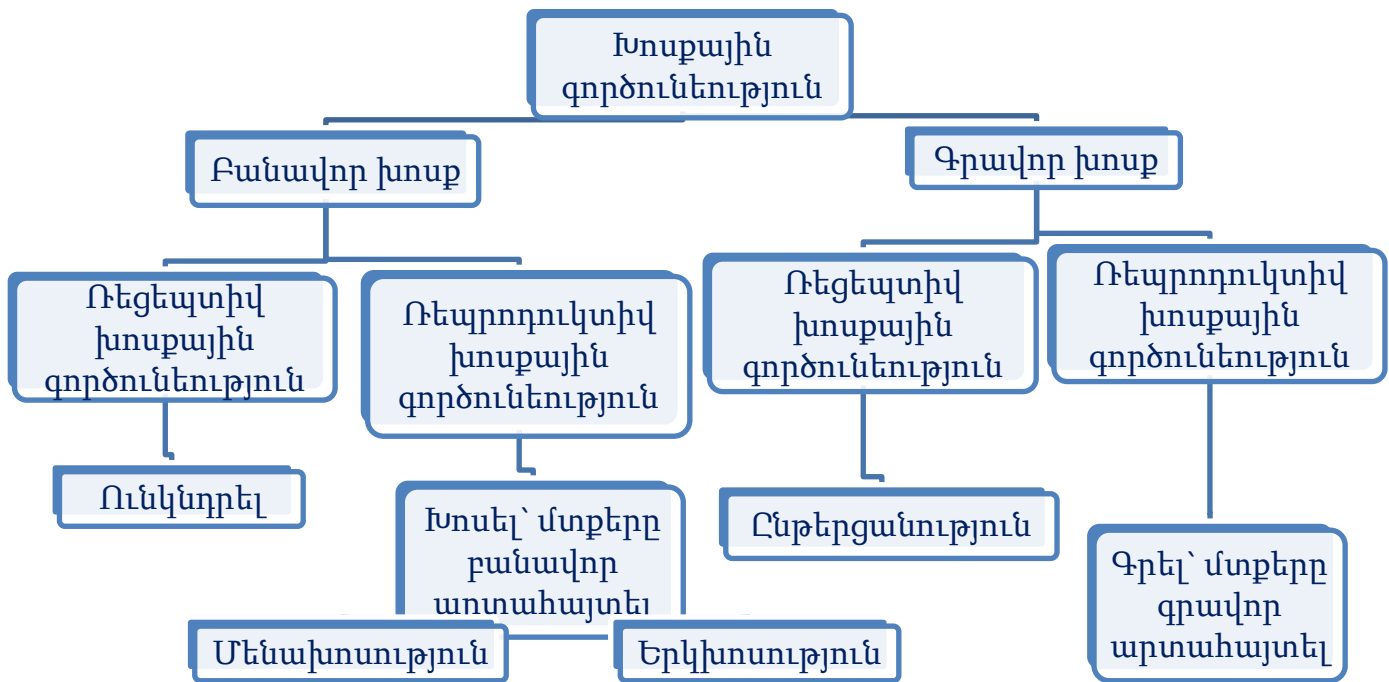 Խոսքային
գործունեություն
Բանավոր խոսք
Գրավոր խոսք
Ռեցեպտիվ
խոսքային
գործունեություն
Ռեպրոդուկտիվ
խոսքային
գործունեություն
Ռեցեպտիվ
խոսքային
գործունեություն
Ռեպրոդուկտիվ
խոսքային
գործունեություն
Ունկնդրել
Խոսել՝ մտքերը
բանավոր
արտահայտել
Ընթերցանություն
Գրել՝ մտքերը
գրավոր
արտահայտել
Մենախոսություն
Երկխոսություն